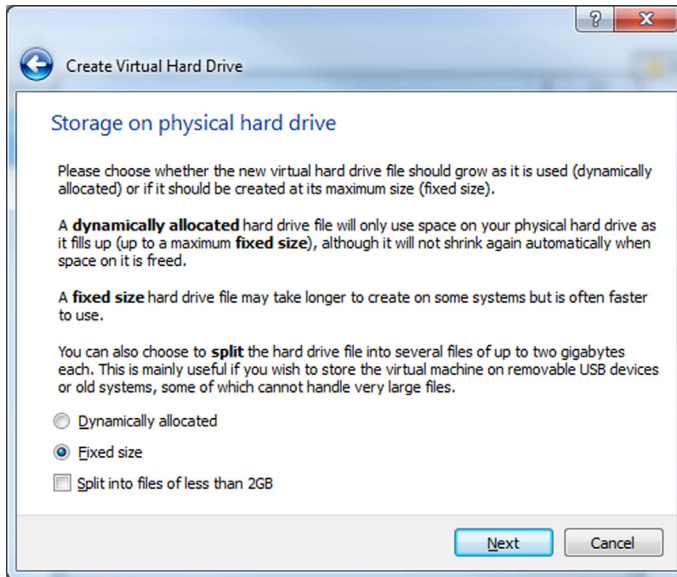 ?
X
Create Virtual Hard Drive
Storage on physical hard drive
Please choose whether the new virtual hard drive file should grow as it is used (dynamically
allocated) or if it should be created at its maximum size (fixed size).
A dynamically allocated hard drive file will only use space on your physical hard drive as
it fills up (up to a maximum fixed size), although it will not shrink again automatically when
space on it is freed.
A fixed size hard drive file may take longer to create on some systems but is often faster
to use.
You can also choose to split the hard drive file into several files of up to two gigabytes
each. This is mainly useful if you wish to store the virtual machine on removable USB devices
or old systems, some of which cannot handle very large files.
Dynamically allocated
Fixed size
Split into files of less than 2GB
Next Cancel